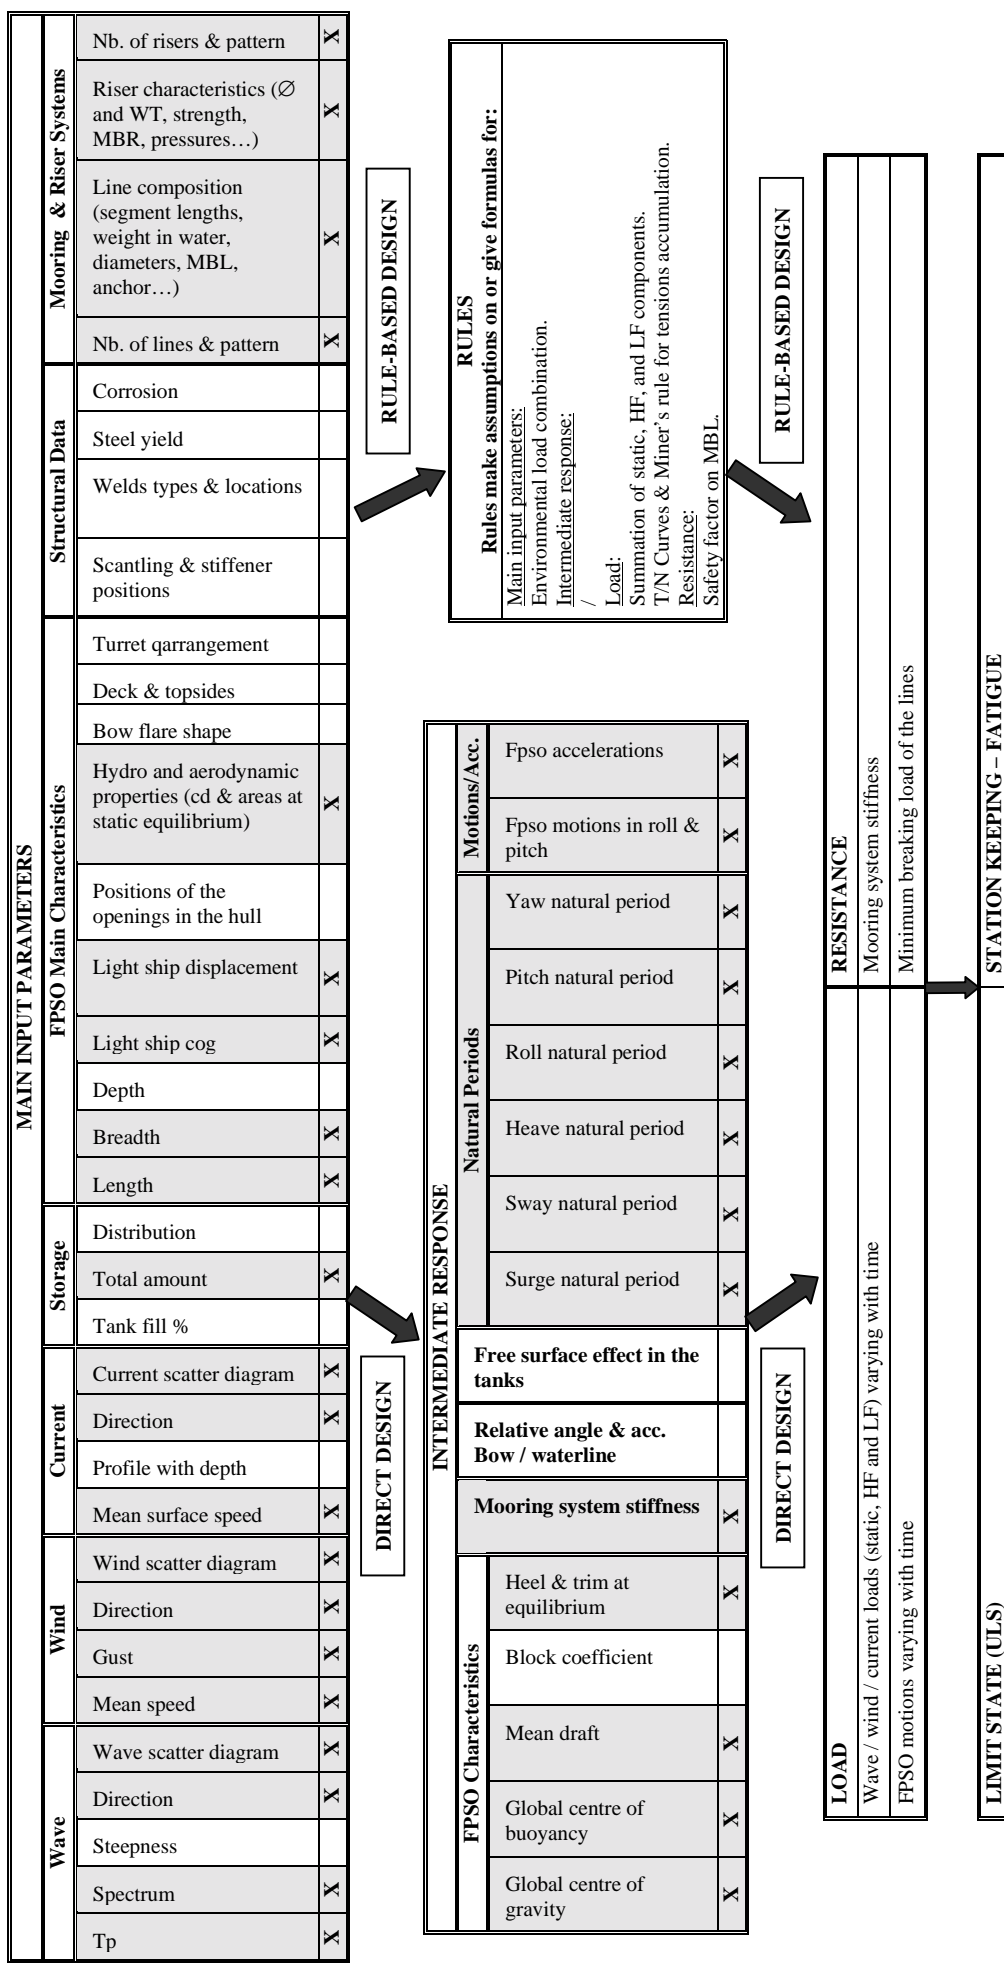 MAIN INPUT PARAMETERS
Mooring & Riser Systems
Nb. of risers & pattern
X
Riser characteristics (∅
and WT, strength,
MBR, pressures…)
X
Line composition
(segment lengths,
weight in water,
diameters, MBL,
anchor…)
X
Nb. of lines & pattern
X
Structural Data
Corrosion
Steel yield
Welds types & locations
Scantling & stiffener
positions
FPSO Main Characteristics
Turret qarrangement
Deck & topsides
Bow flare shape
Hydro and aerodynamic
properties (cd & areas at
static equilibrium)
X
Positions of the
openings in the hull
Light ship displacement
X
Light ship cog
X
Depth
Breadth
X
Length
X
Storage
Distribution
Total amount
X
Tank fill %
Current
Current scatter diagram
X
Direction
X
Profile with depth
Mean surface speed
X
Wind
Wind scatter diagram
X
Direction
X
Gust
X
Mean speed
X
Wave
Wave scatter diagram
X
Direction
X
Steepness
Spectrum
X
Tp
X
RULE-BASED DESIGN
DIRECT DESIGN
RULES
Rules make assumptions on or give formulas for:
Main input parameters:
Environmental load combination.
Intermediate response:
/
Load:
Summation of static, HF, and LF components.
T/N Curves & Miner’s rule for tensions accumulation.
Resistance:
Safety factor on MBL.
INTERMEDIATE RESPONSE
Motions/Acc.
Fpso accelerations
X
Fpso motions in roll &
pitch
X
Natural Periods
Yaw natural period
X
Pitch natural period
X
Roll natural period
X
Heave natural period
X
Sway natural period
X
Surge natural period
X
Free surface effect in the
tanks
Relative angle & acc.
Bow / waterline
Mooring system stiffness
X
FPSO Characteristics
Heel & trim at
equilibrium
X
Block coefficient
Mean draft
X
Global centre of
buoyancy
X
Global centre of
gravity
X
RULE-BASED DESIGN
DIRECT DESIGN
LOAD
Wave / wind / current loads (static, HF and LF) varying with time
FPSO motions varying with time
RESISTANCE
Mooring system stiffness
Minimum breaking load of the lines
LIMIT STATE (ULS)
STATION KEEPING – FATIGUE